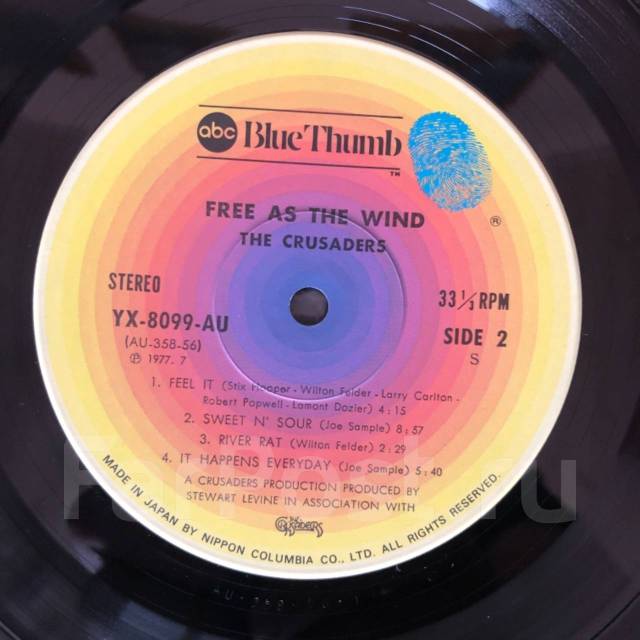 abc Blue Thumb ™
FREE AS THE WIND ®
THE CRUSADERS
STEREO
33⅓ RPM
YX-8099-AU
SIDE 2
(AU-358-56)
S
Ⓟ 1977. 7
1. FEEL IT (Stix Hooper - Wilton Felder - Larry Carlton -
Robert Popwell - Lamont Dozier) 4:15
2. SWEET N' SOUR (Joe Sample) 8:57
3. RIVER RAT (Wilton Felder) 2:29
4. IT HAPPENS EVERYDAY (Joe Sample) 5:40
A CRUSADERS PRODUCTION PRODUCED BY
STEWART LEVINE IN ASSOCIATION WITH
CRUSADERS
MADE IN JAPAN BY NIPPON COLUMBIA CO., LTD. ALL RIGHTS RESERVED.